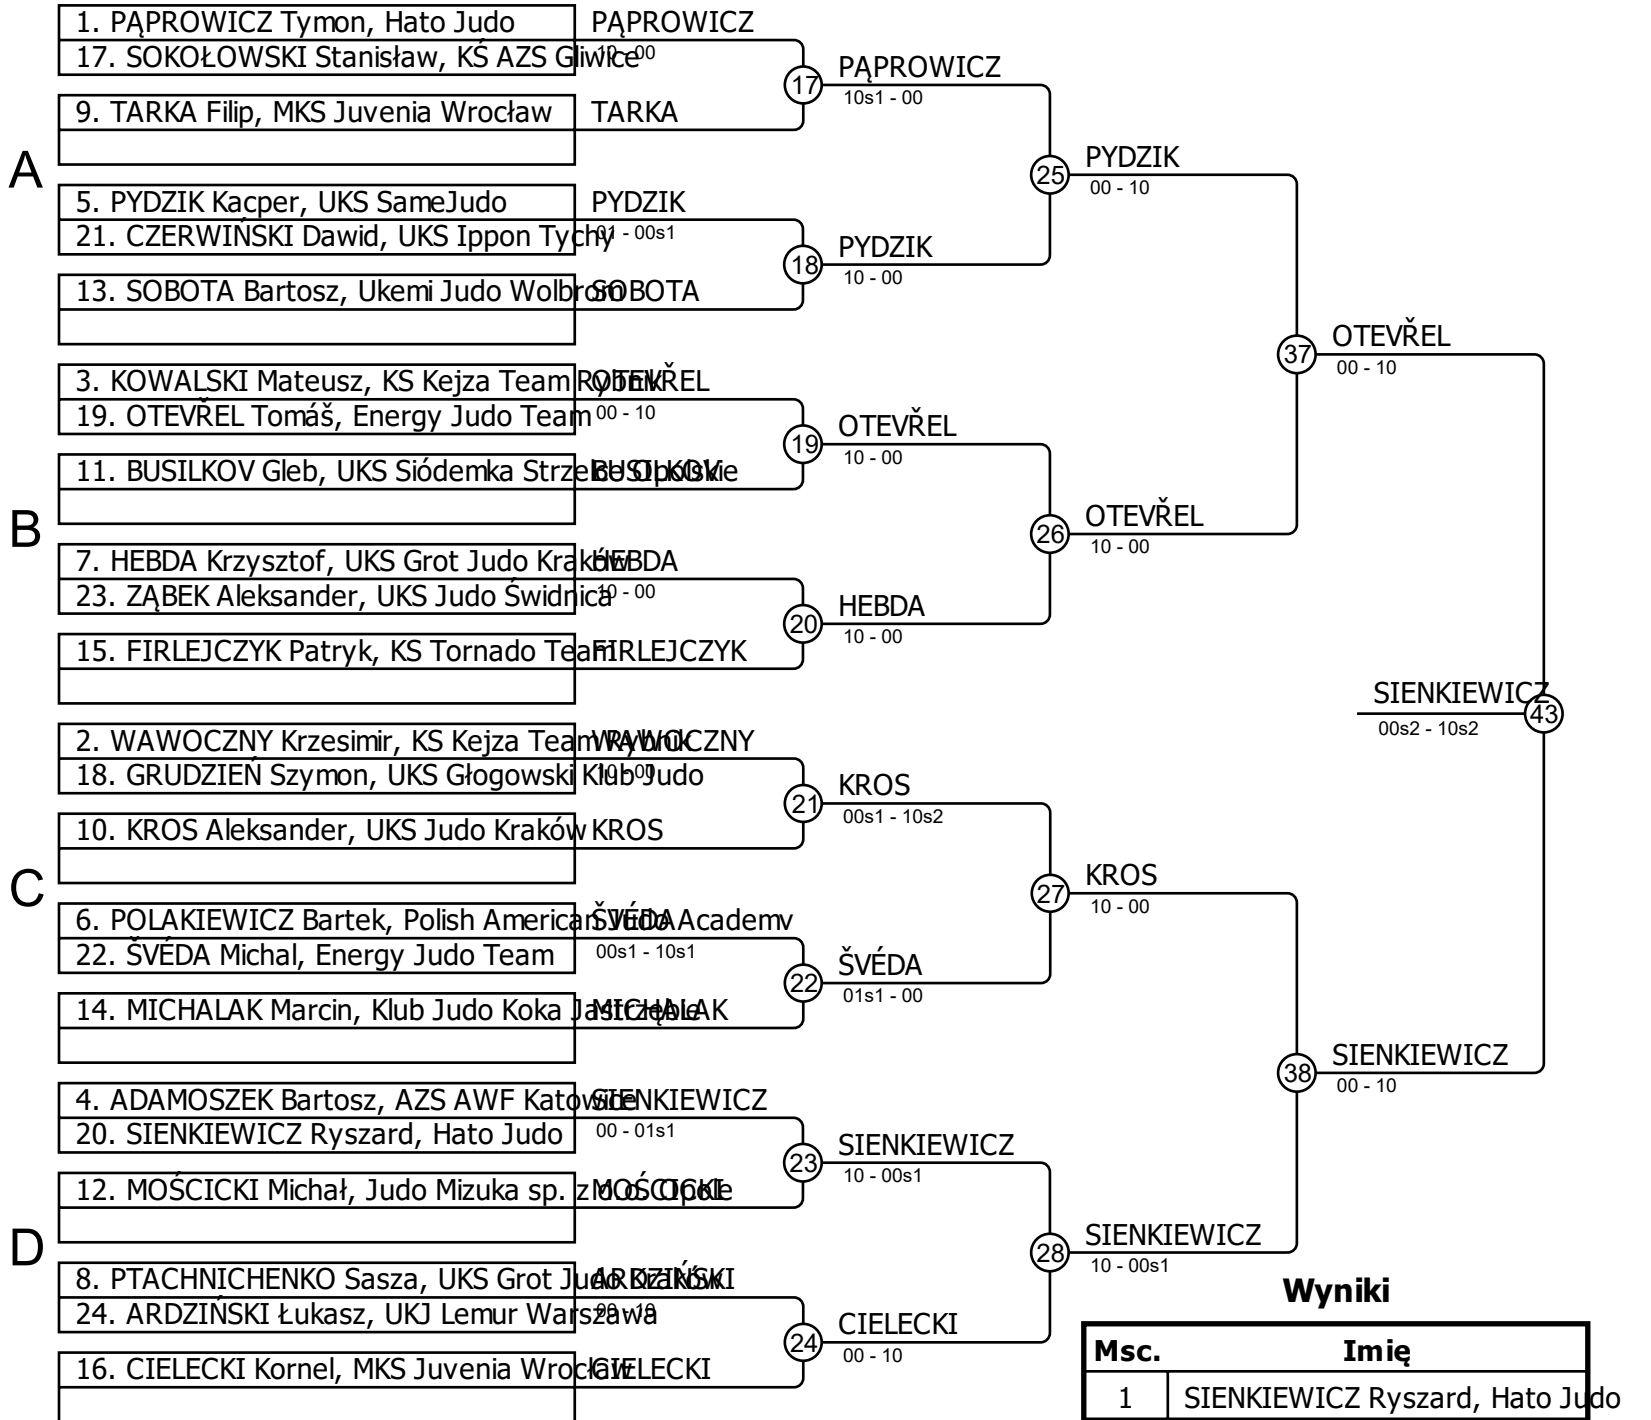 A
1. PĄPROWICZ Tymon, Hato Judo
17. SOKOŁOWSKI Stanisław, KŚ AZS Gliwice
9. TARKA Filip, MKS Juvenia Wrocław
5. PYDZIK Kacper, UKS SameJudo
21. CZERWIŃSKI Dawid, UKS Ippon Tychy
13. SOBOTA Bartosz, Ukemi Judo Wolbrom
B
3. KOWALSKI Mateusz, KS Kejza Team Rybnik
19. OTEVŘEL Tomáš, Energy Judo Team
11. BUSILKOV Gleb, UKS Siódemka Strzelce Opolskie
7. HEBDA Krzysztof, UKS Grot Judo Kraków
23. ZĄBEK Aleksander, UKS Judo Świdnica
15. FIRLEJCZYK Patryk, KS Tornado Team
C
2. WAWOCZNY Krzesimir, KS Kejza Team Rybnik
18. GRUDZIEŃ Szymon, UKS Głogowski Klub Judo
10. KROS Aleksander, UKS Judo Kraków
6. POLAKIEWICZ Bartek, Polish American Judo Academy
22. ŠVÉDA Michal, Energy Judo Team
14. MICHALAK Marcin, Klub Judo Koka Jastrzębie
D
4. ADAMOSZEK Bartosz, AZS AWF Katowice
20. SIENKIEWICZ Ryszard, Hato Judo
12. MOŚCICKI Michał, Judo Mizuka sp. z o.o. Opole
8. PTACHNICHENKO Sasza, UKS Grot Judo Kraków
24. ARDZIŃSKI Łukasz, UKJ Lemur Warszawa
16. CIELECKI Kornel, MKS Juvenia Wrocław
PĄPROWICZ
10 - 00
TARKA
PYDZIK
01 - 00s1
SOBOTA
OTEVŘEL
00 - 10
BUSILKOV
HEBDA
10 - 00
FIRLEJCZYK
WAWOCZNY
10 - 00
KROS
ŠVÉDA
00s1 - 10s1
MICHALAK
SIENKIEWICZ
00 - 01s1
MOŚCICKI
ARDZIŃSKI
00 - 10
CIELECKI
17
PĄPROWICZ
10s1 - 00
18
PYDZIK
10 - 00
19
OTEVŘEL
10 - 00
20
HEBDA
10 - 00
21
KROS
00s1 - 10s2
22
ŠVÉDA
01s1 - 00
23
SIENKIEWICZ
10 - 00s1
24
CIELECKI
00 - 10
25
PYDZIK
00 - 10
26
OTEVŘEL
10 - 00
27
KROS
10 - 00
28
SIENKIEWICZ
10 - 00s1
37
OTEVŘEL
00 - 10
38
SIENKIEWICZ
00 - 10
SIENKIEWICZ
43
00s2 - 10s2
Wyniki
Msc. Imię
1 SIENKIEWICZ Ryszard, Hato Judo